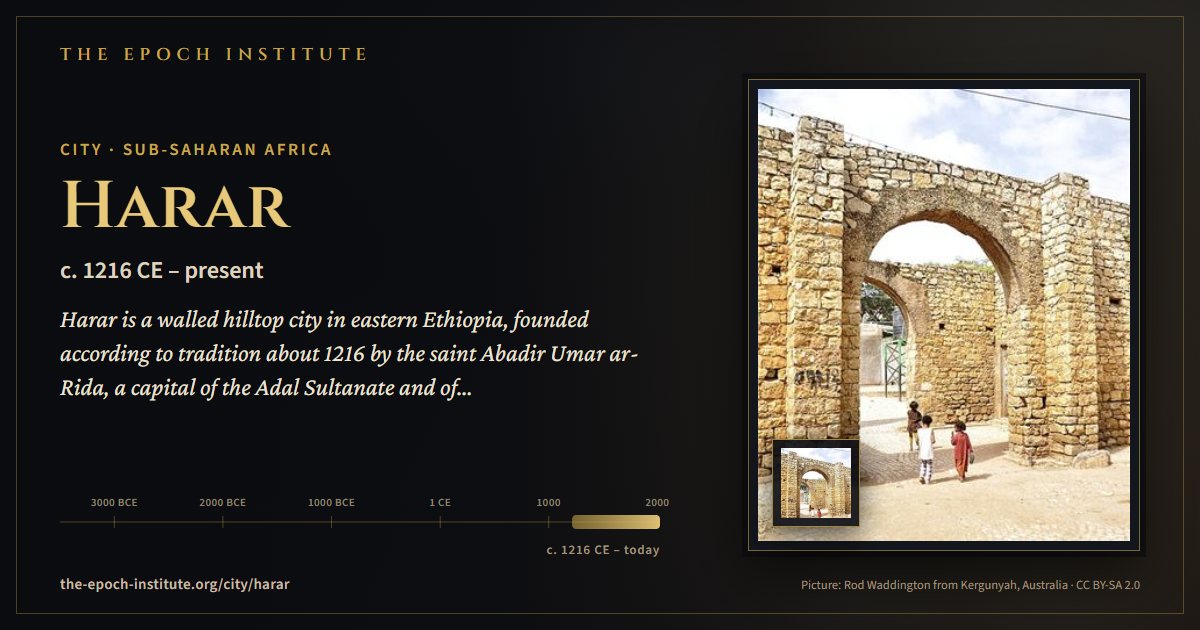 THE EPOCH INSTITUTE
CITY · SUB-SAHARAN AFRICA
HARAR
c. 1216 CE – present
Harar is a walled hilltop city in eastern Ethiopia, founded
according to tradition about 1216 by the saint Abadir Umar ar-
Rida, a capital of the Adal Sultanate and of...
3000 BCE 2000 BCE 1000 BCE 1 CE 1000 2000
c. 1216 CE – today
the-epoch-institute.org/city/harar
Picture: Rod Waddington from Kergunyah, Australia · CC BY-SA 2.0